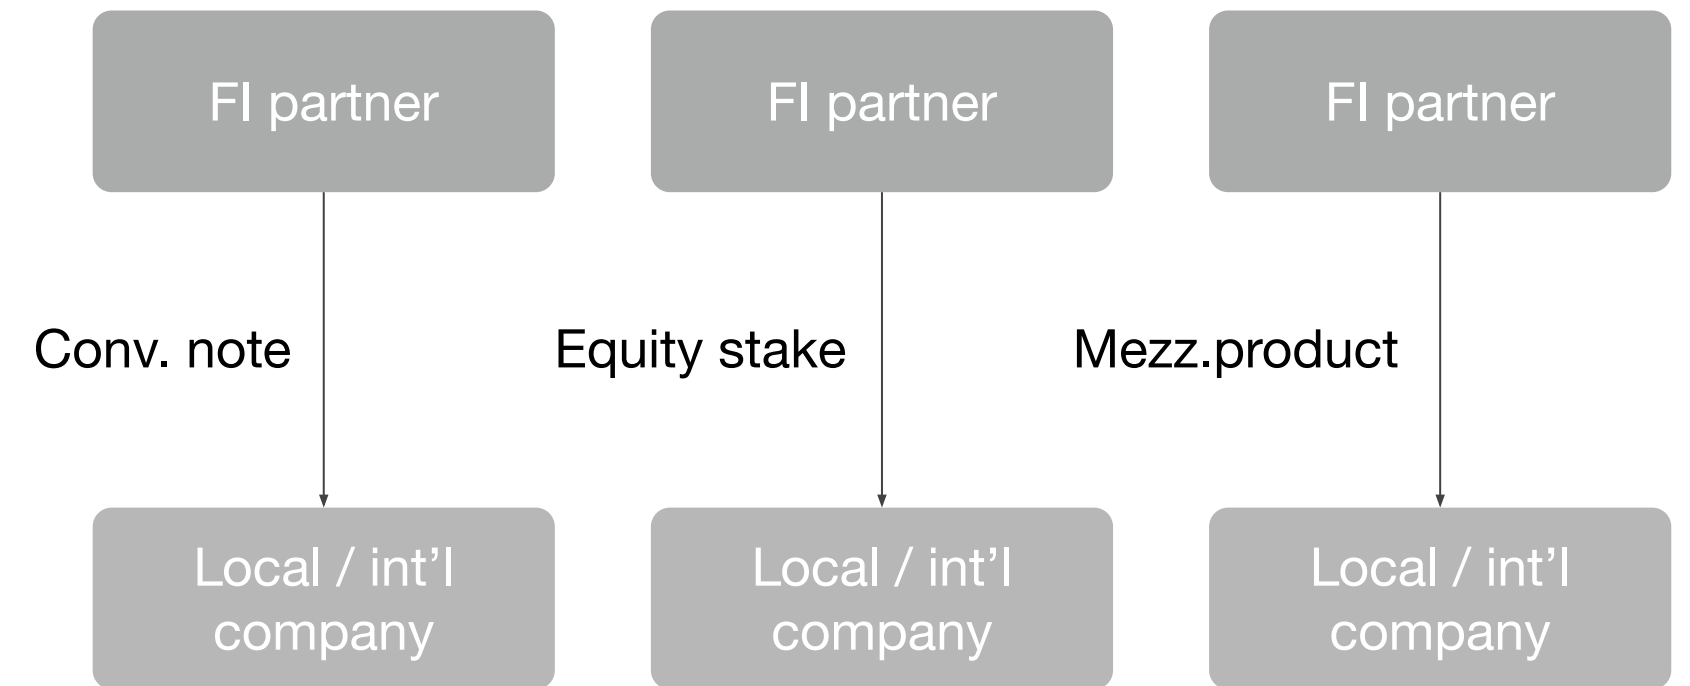 FI partner
FI partner
FI partner
Conv. note
Equity stake
Mezz.product
Local / int’l
company
Local / int’l
company
Local / int’l
company